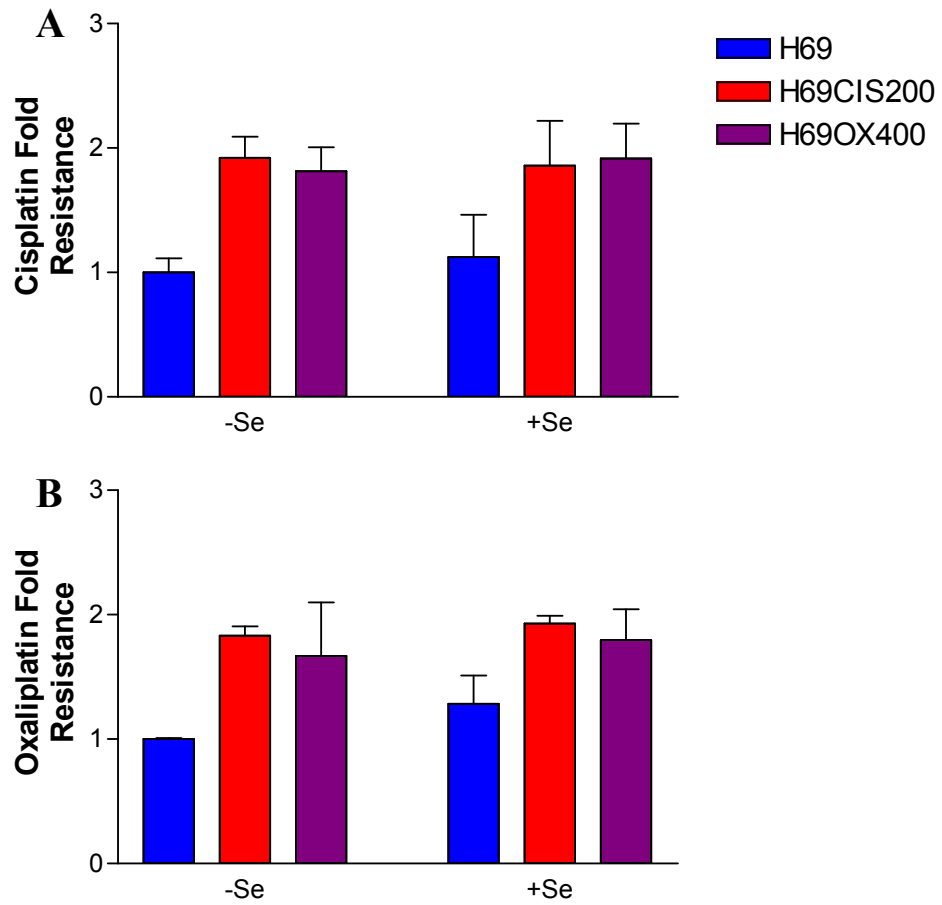 A
3
2
1
0
Cisplatin Fold
Resistance
-Se
+Se
H69
H69CIS200
H69OX400
B
3
2
1
0
Oxaliplatin Fold
Resistance
-Se
+Se